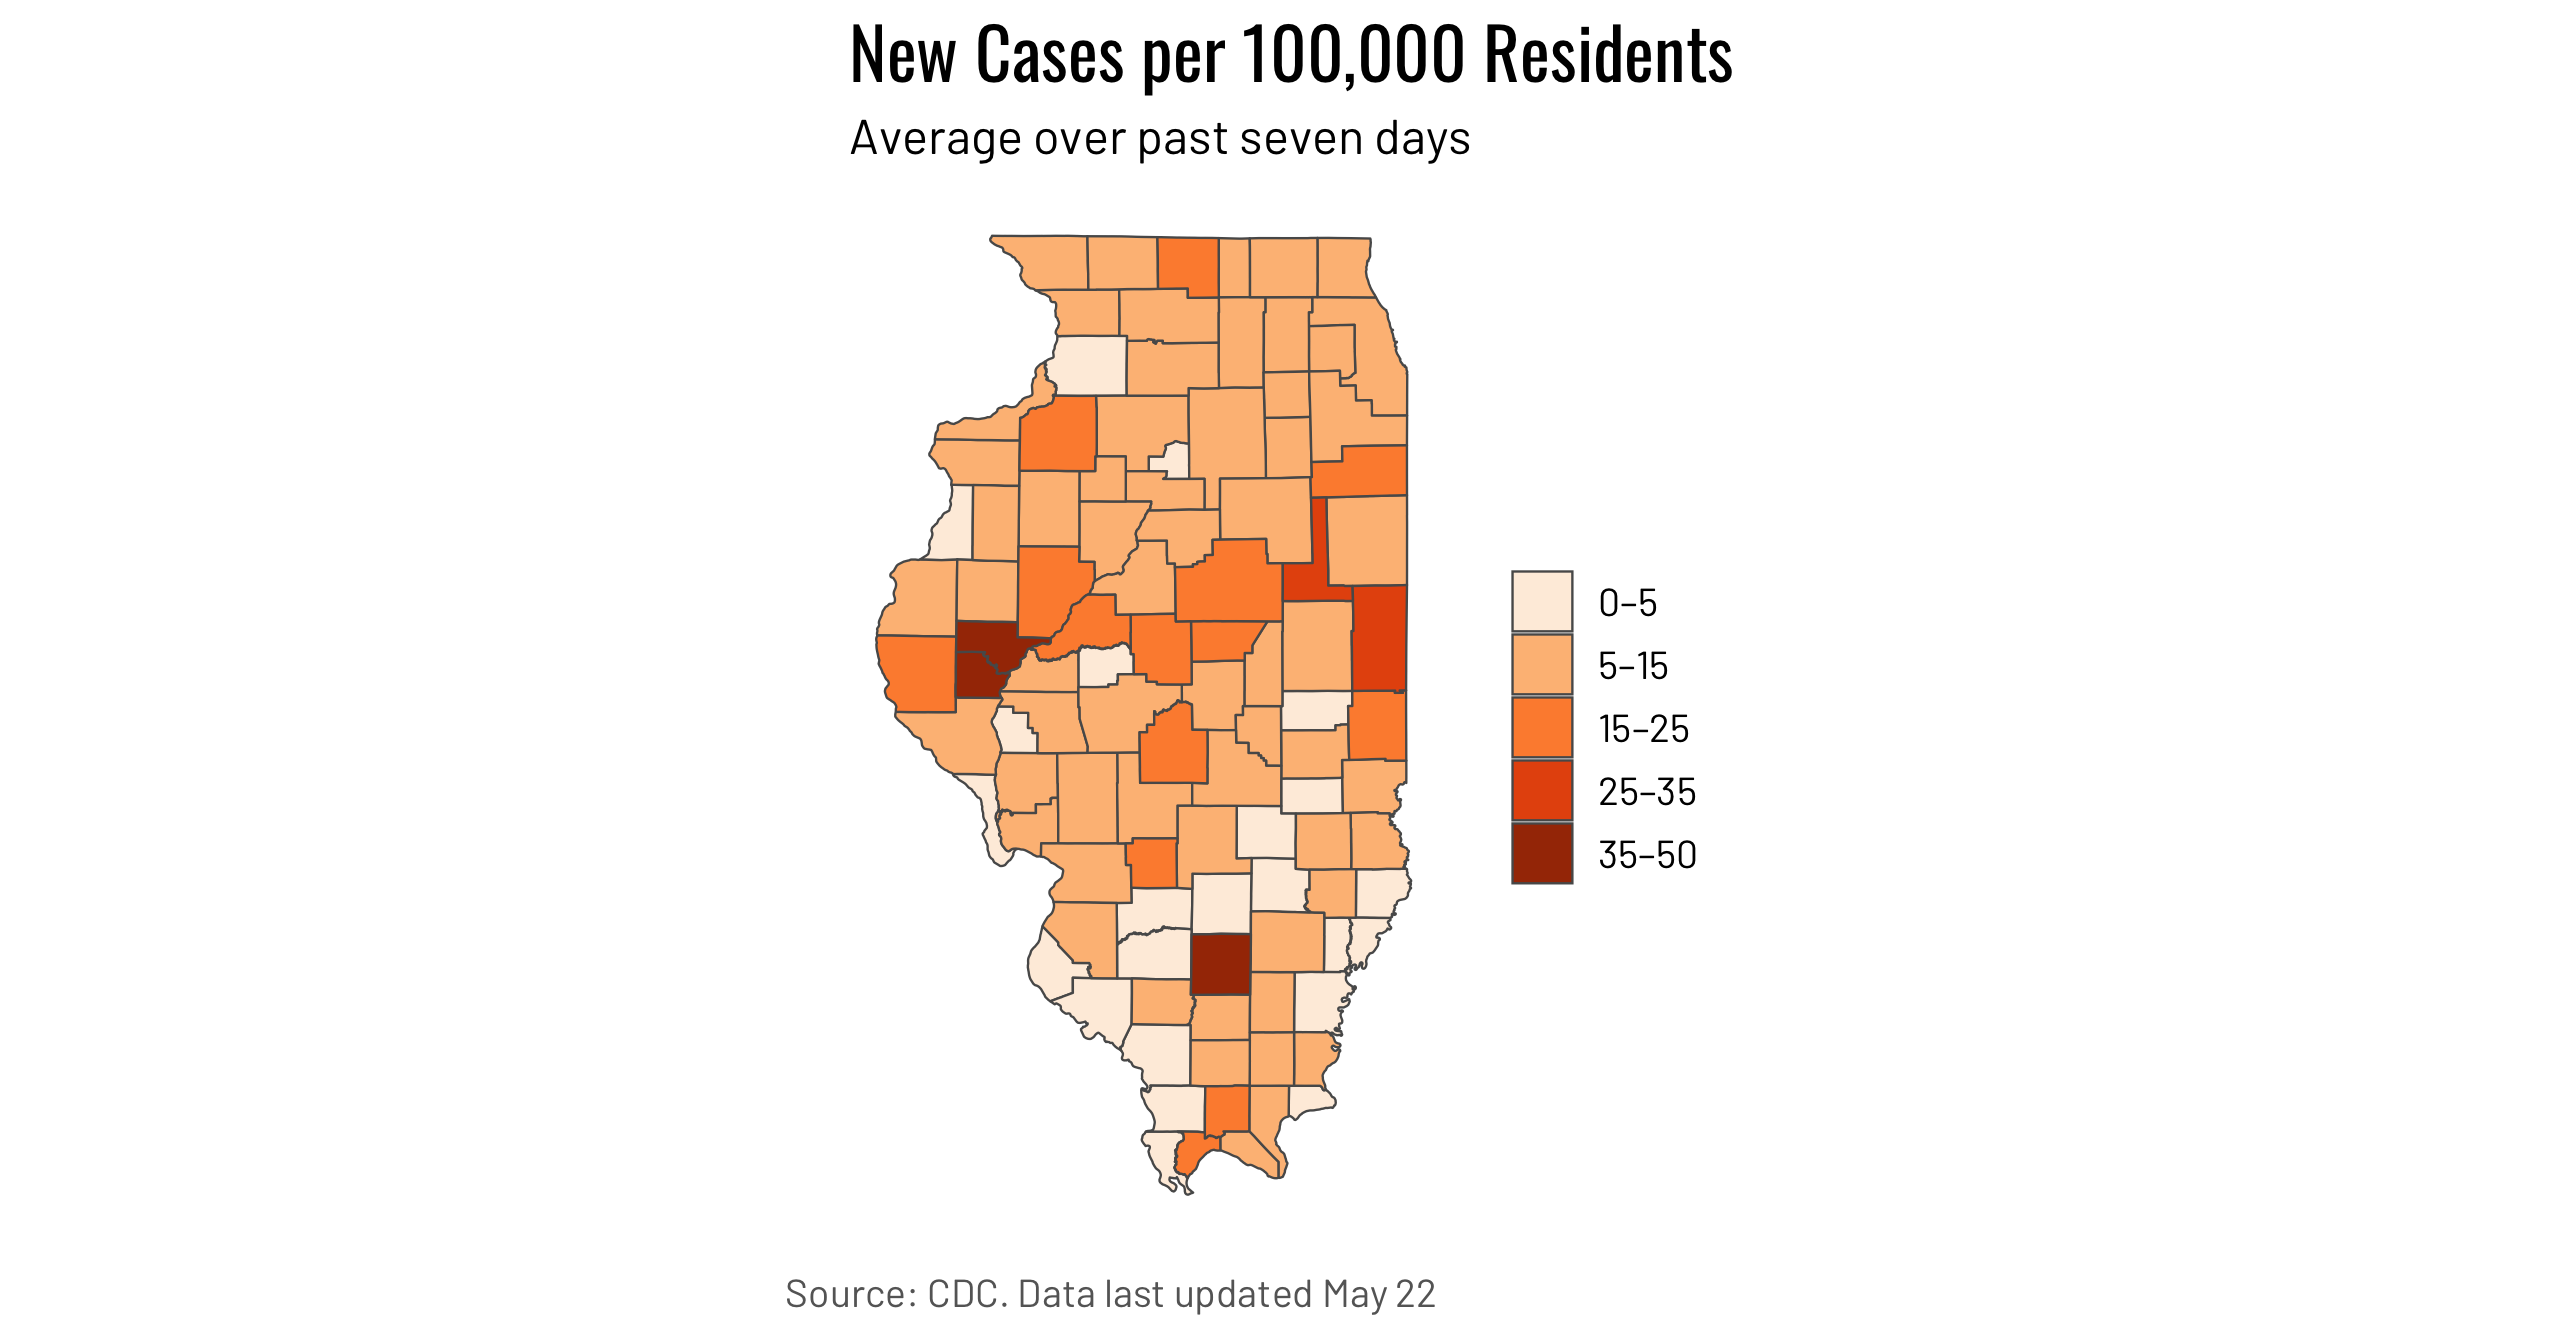 New Cases per 100,000 Residents
Average over past seven days
0–5
5–15
15–25
25–35
35–50
Source: CDC. Data last updated May 22